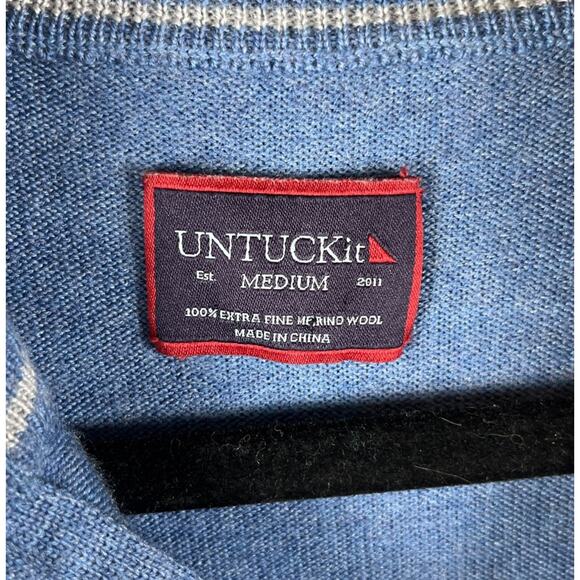 UNTUCKit
Est. MEDIUM 2011
100% EXTRA FINE MERINO WOOL
MADE IN CHINA